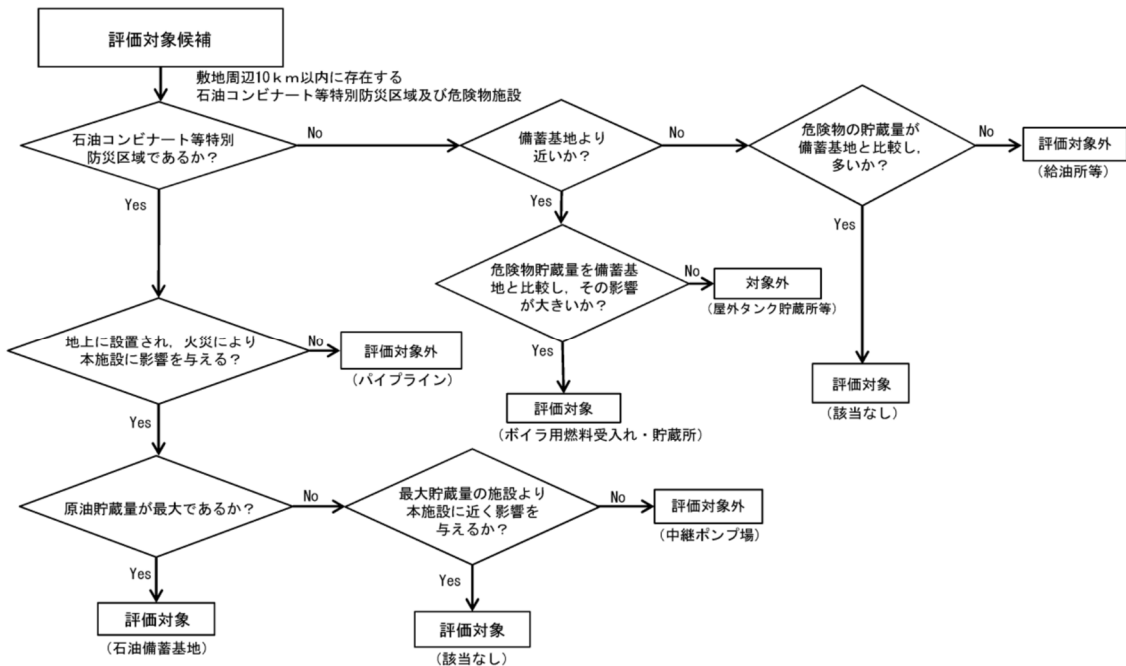 評価対象候補
敷地周辺10km以内に存在する
石油コンビナート等特別防災区域及び危険物施設
石油コンビナート等特別
防災区域であるか？
No
備蓄基地より
近いか？
No
危険物の貯蔵量が
備蓄基地と比較し，
多いか？
No
評価対象外
（給油所等）
Yes
Yes
Yes
危険物貯蔵量を備蓄基
地と比較し，その影響
が大きいか？
No
対象外
（屋外タンク貯蔵所等）
地上に設置され，火災により
本施設に影響を与える？
No
評価対象外
（パイプライン）
Yes
評価対象
（ボイラ用燃料受入れ・貯蔵所）
評価対象
（該当なし）
Yes
原油貯蔵量が最大であるか？
No
最大貯蔵量の施設より
本施設に近く影響を
与えるか？
No
評価対象外
（中継ポンプ場）
Yes
Yes
評価対象
（石油備蓄基地）
評価対象
（該当なし）